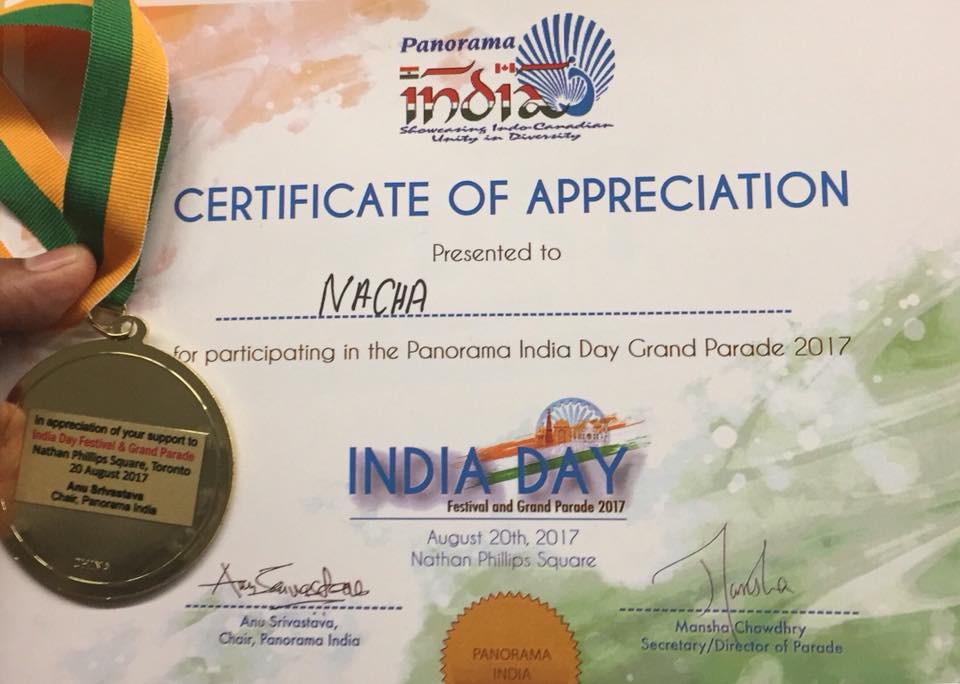 Panorama
india
Showcasing Indo-Canadian
Unity in Diversity
CERTIFICATE OF APPRECIATION
Presented to
NACHA
for participating in the Panorama India Day Grand Parade 2017
In appreciation of your support to
India Day Festival & Grand Parade
Nathan Phillips Square, Toronto
20 August 2017
Anu Srivastava
Chair, Panorama India
INDIA DAY
Festival and Grand Parade 2017
August 20th, 2017
Nathan Phillips Square
Anu Srivastava
Anu Srivastava,
Chair, Panorama India
Mansha
Mansha Chowdhry
Secretary/Director of Parade
PANORAMA
INDIA